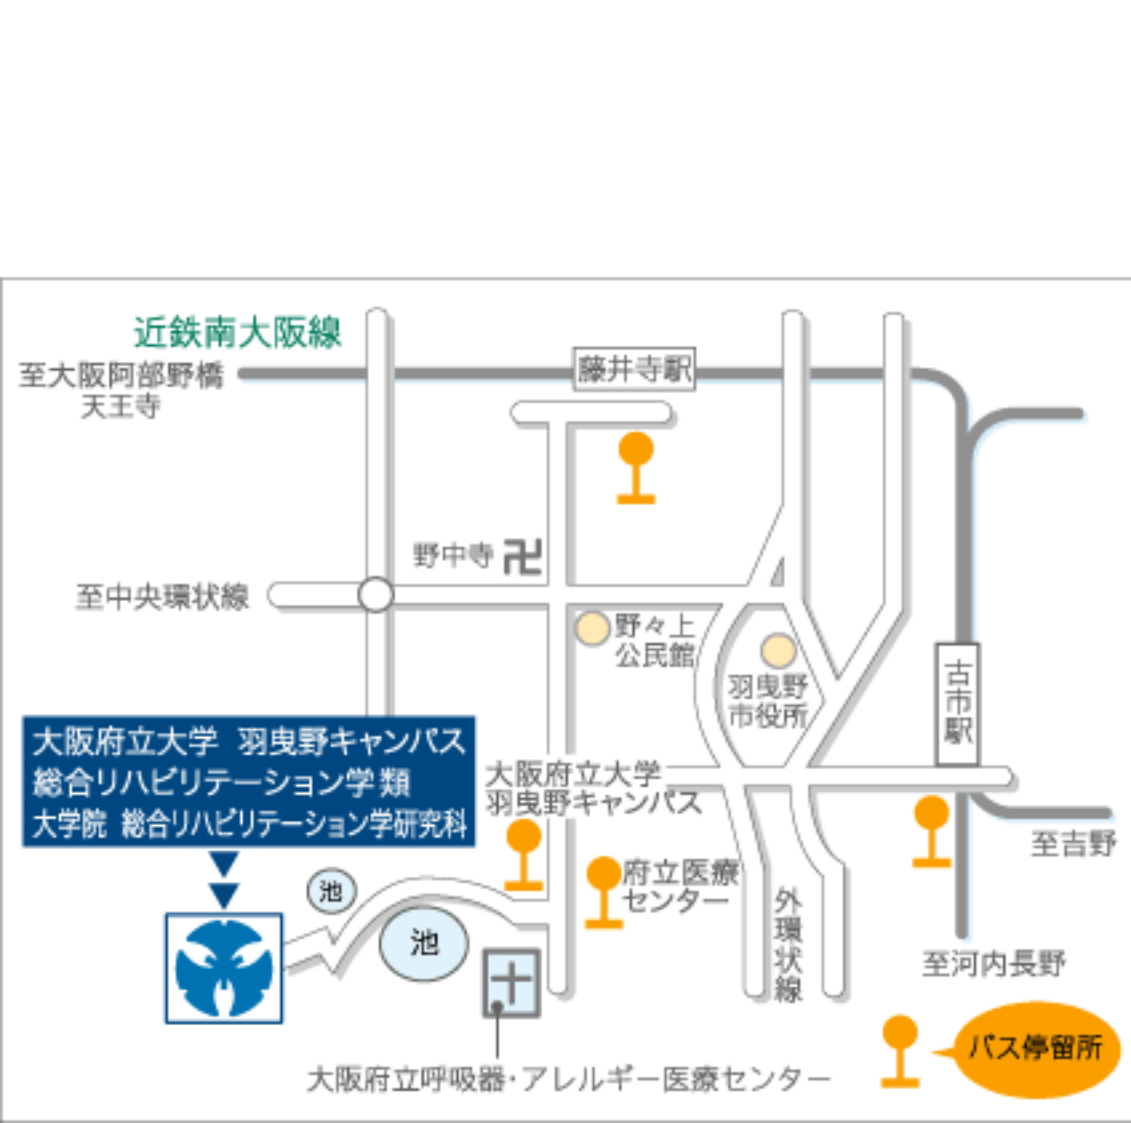 近鉄南大阪線
至大阪阿部野橋
天王寺
藤井寺駅
野中寺
至中央環状線
野々上
公民館
羽曳野
市役所
古市駅
大阪府立大学 羽曳野キャンパス
総合リハビリテーション学類
大学院 総合リハビリテーション学研究科
大阪府立大学
羽曳野キャンパス
至吉野
府立医療
センター
池
池
外環状線
至河内長野
バス停留所
大阪府立呼吸器・アレルギー医療センター